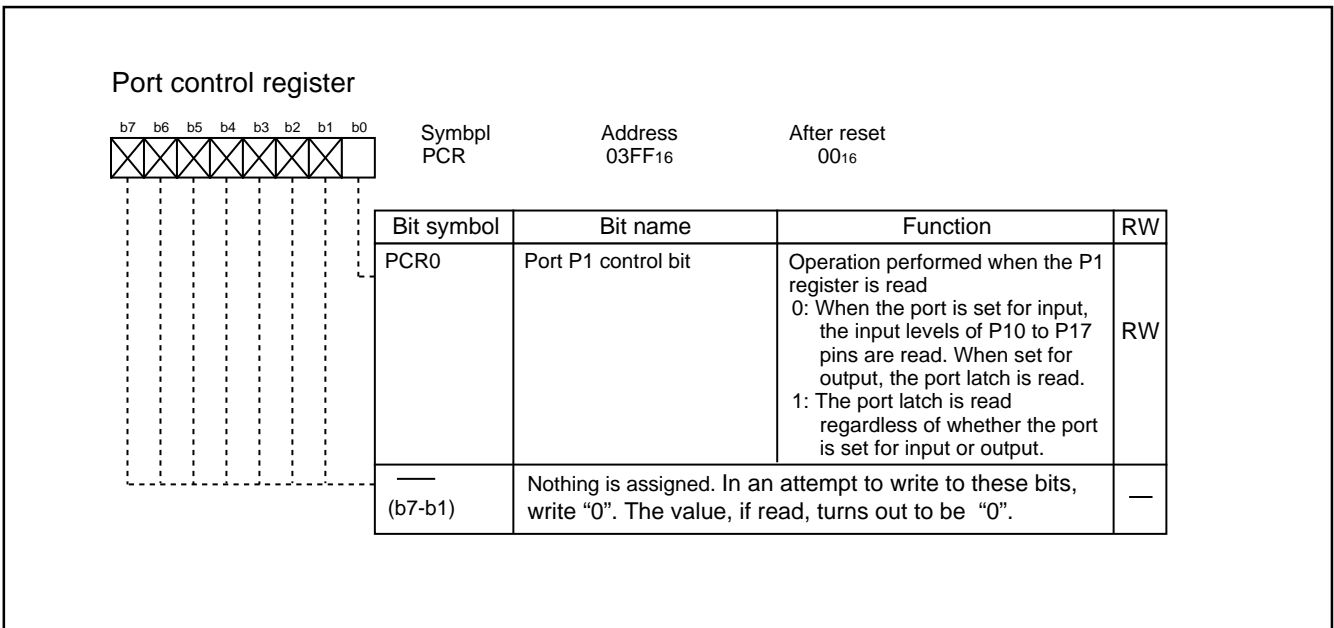 Port control register
b7 b6 b5 b4 b3 b2 b1 b0
Symbpl Address After reset
PCR 03FF16 0016
Bit symbol Bit name Function RW
PCR0 Port P1 control bit Operation performed when the P1
register is read
0: When the port is set for input,
the input levels of P10 to P17
pins are read. When set for
output, the port latch is read.
1: The port latch is read
regardless of whether the port
is set for input or output.
RW
(b7-b1) Nothing is assigned. In an attempt to write to these bits,
write “0”. The value, if read, turns out to be “0”.
—